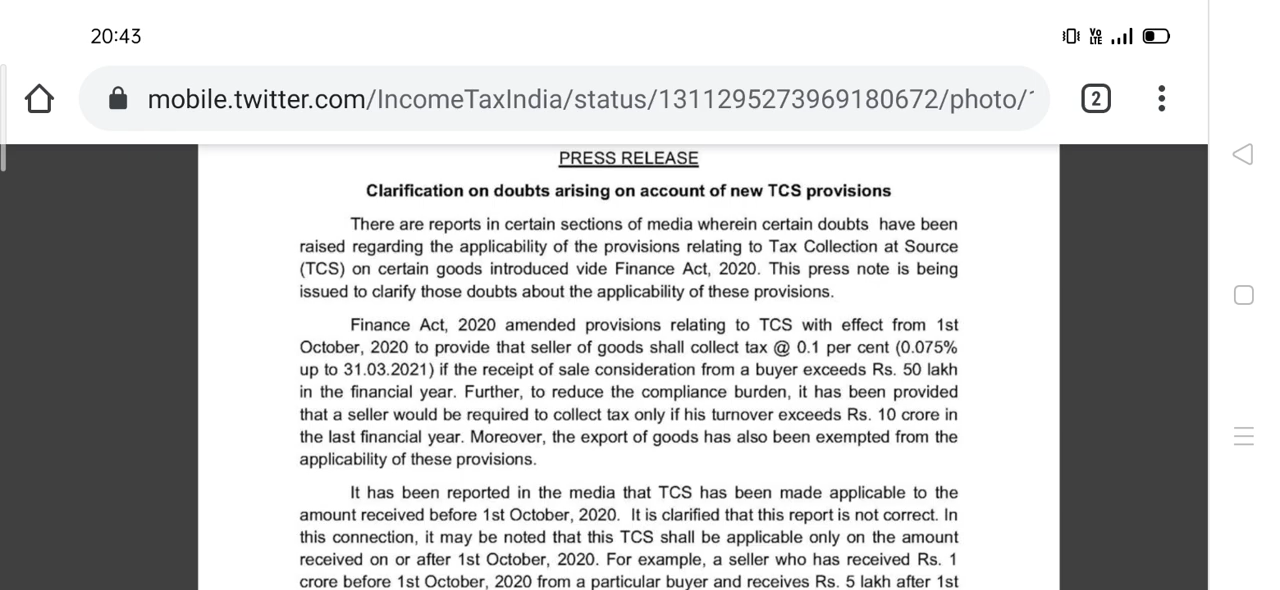 20:43
Vo LTE
mobile.twitter.com/IncomeTaxIndia/status/1311295273969180672/photo/1
2
PRESS RELEASE
Clarification on doubts arising on account of new TCS provisions
There are reports in certain sections of media wherein certain doubts have been
raised regarding the applicability of the provisions relating to Tax Collection at Source
(TCS) on certain goods introduced vide Finance Act, 2020. This press note is being
issued to clarify those doubts about the applicability of these provisions.
Finance Act, 2020 amended provisions relating to TCS with effect from 1st
October, 2020 to provide that seller of goods shall collect tax @ 0.1 per cent (0.075%
up to 31.03.2021) if the receipt of sale consideration from a buyer exceeds Rs. 50 lakh
in the financial year. Further, to reduce the compliance burden, it has been provided
that a seller would be required to collect tax only if his turnover exceeds Rs. 10 crore in
the last financial year. Moreover, the export of goods has also been exempted from the
applicability of these provisions.
It has been reported in the media that TCS has been made applicable to the
amount received before 1st October, 2020. It is clarified that this report is not correct. In
this connection, it may be noted that this TCS shall be applicable only on the amount
received on or after 1st October, 2020. For example, a seller who has received Rs. 1
crore before 1st October, 2020 from a particular buyer and receives Rs. 5 lakh after 1st